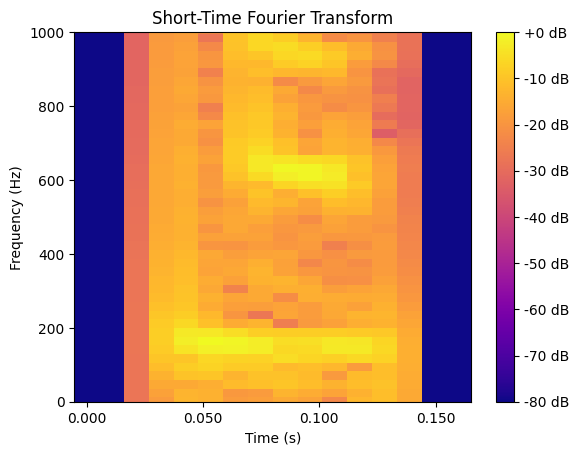 Short-Time Fourier Transform
Frequency (Hz)
1000
800
600
400
200
0
0.000 0.050 0.100 0.150
Time (s)
+0 dB
-10 dB
-20 dB
-30 dB
-40 dB
-50 dB
-60 dB
-70 dB
-80 dB